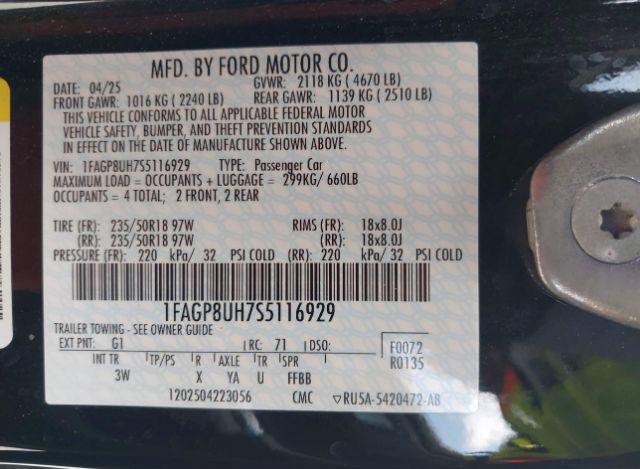 MFD. BY FORD MOTOR CO.
DATE: 04/25 GVWR: 2118 KG ( 4670 LB)
FRONT GAWR: 1016 KG ( 2240 LB) REAR GAWR: 1139 KG ( 2510 LB)
THIS VEHICLE CONFORMS TO ALL APPLICABLE FEDERAL MOTOR
VEHICLE SAFETY, BUMPER, AND THEFT PREVENTION STANDARDS
IN EFFECT ON THE DATE OF MANUFACTURE SHOWN ABOVE.
VIN: 1FAGP8UH7S5116929 TYPE: Passenger Car
MAXIMUM LOAD = OCCUPANTS + LUGGAGE = 299KG/ 660LB
OCCUPANTS = 4 TOTAL; 2 FRONT, 2 REAR
TIRE (FR): 235/50R18 97W RIMS (FR): 18x8.0J
(RR): 235/50R18 97W (RR): 18x8.0J
PRESSURE (FR): 220 kPa/ 32 PSI COLD (RR): 220 kPa/ 32 PSI COLD
1FAGP8UH7S5116929
TRAILER TOWING - SEE OWNER GUIDE
EXT PNT: G1 RC: 71 DSO: F0072
INT TR TP/PS R AXLE TR SPR R0135
3W X YA U FFBB
1202504223056 CMC ▽RU5A-5420472-AB